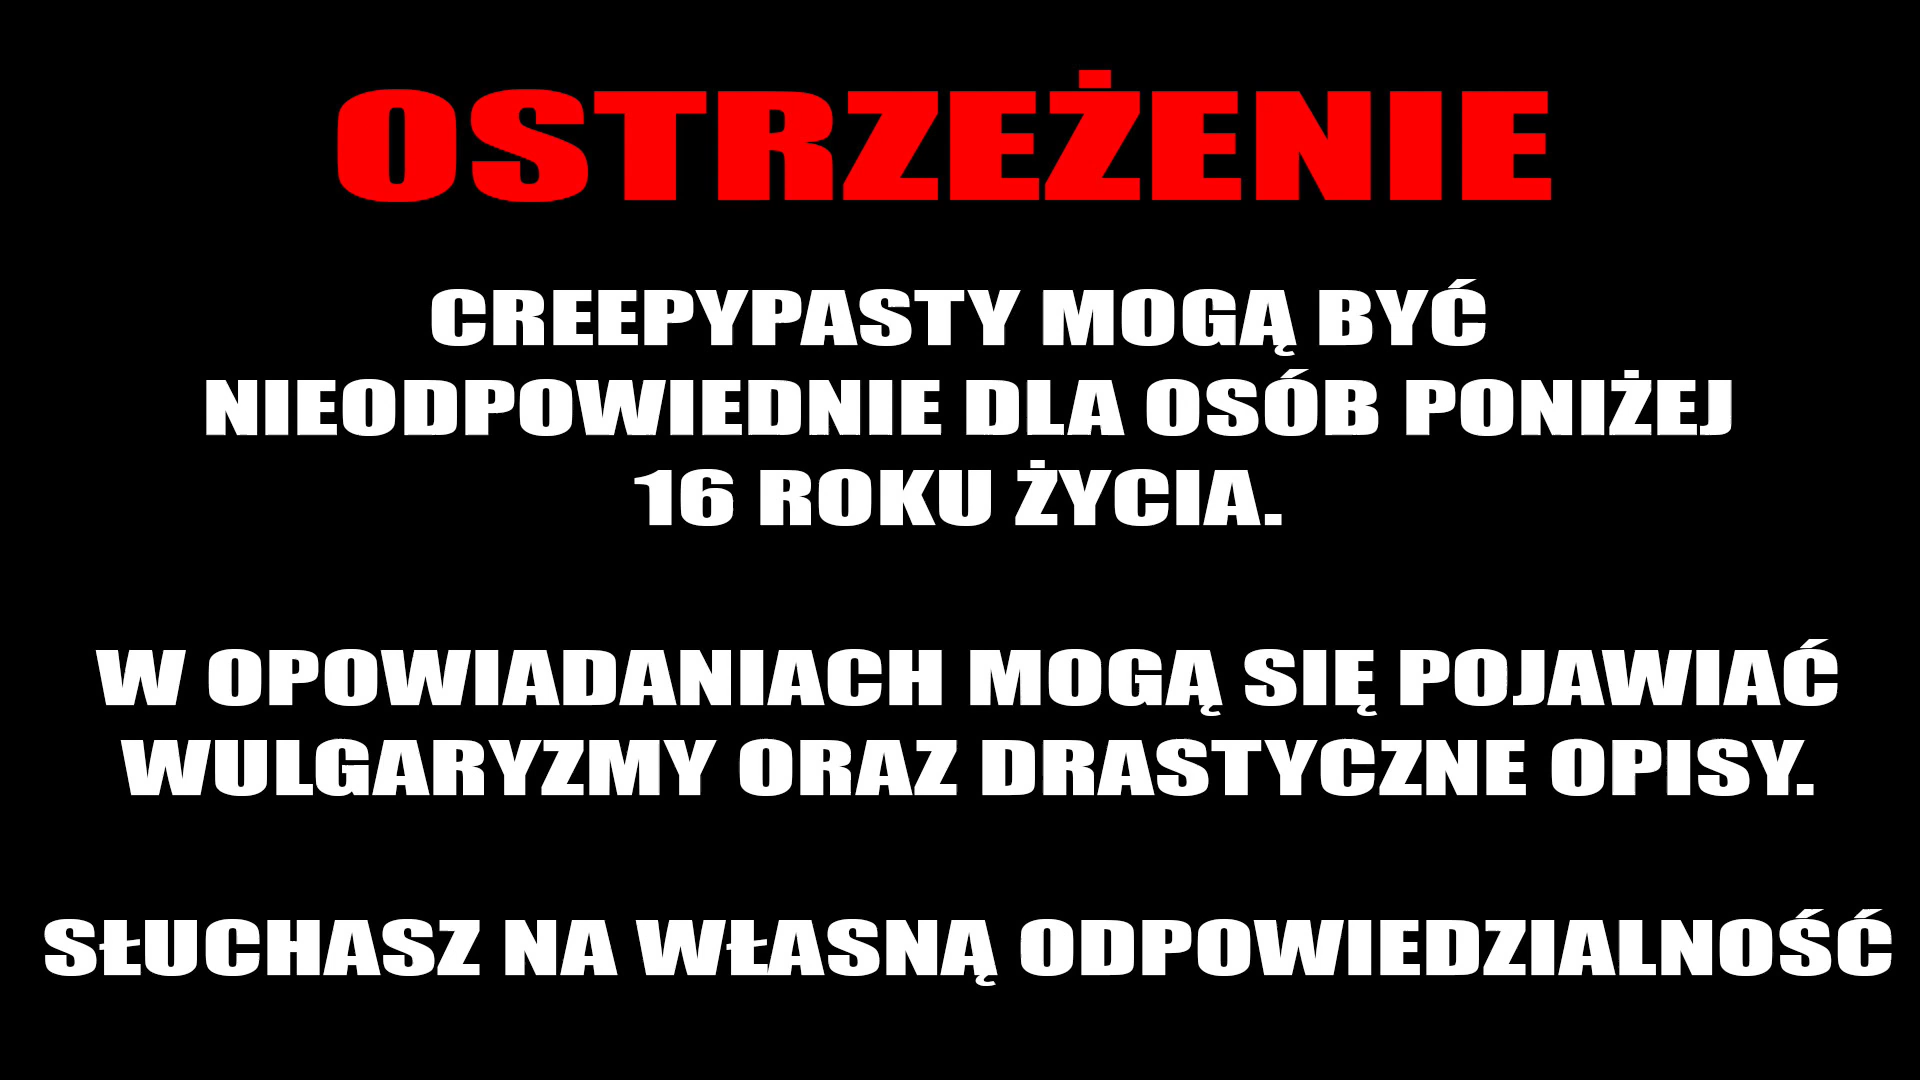 OSTRZEŻENIE
CREEPYPASTY MOGĄ BYĆ
NIEODPOWIEDNIE DLA OSÓB PONIŻEJ
16 ROKU ŻYCIA.
W OPOWIADANIACH MOGĄ SIĘ POJAWIAĆ
WULGARYZMY ORAZ DRASTYCZNE OPISY.
SŁUCHASZ NA WŁASNĄ ODPOWIEDZIALNOŚĆ